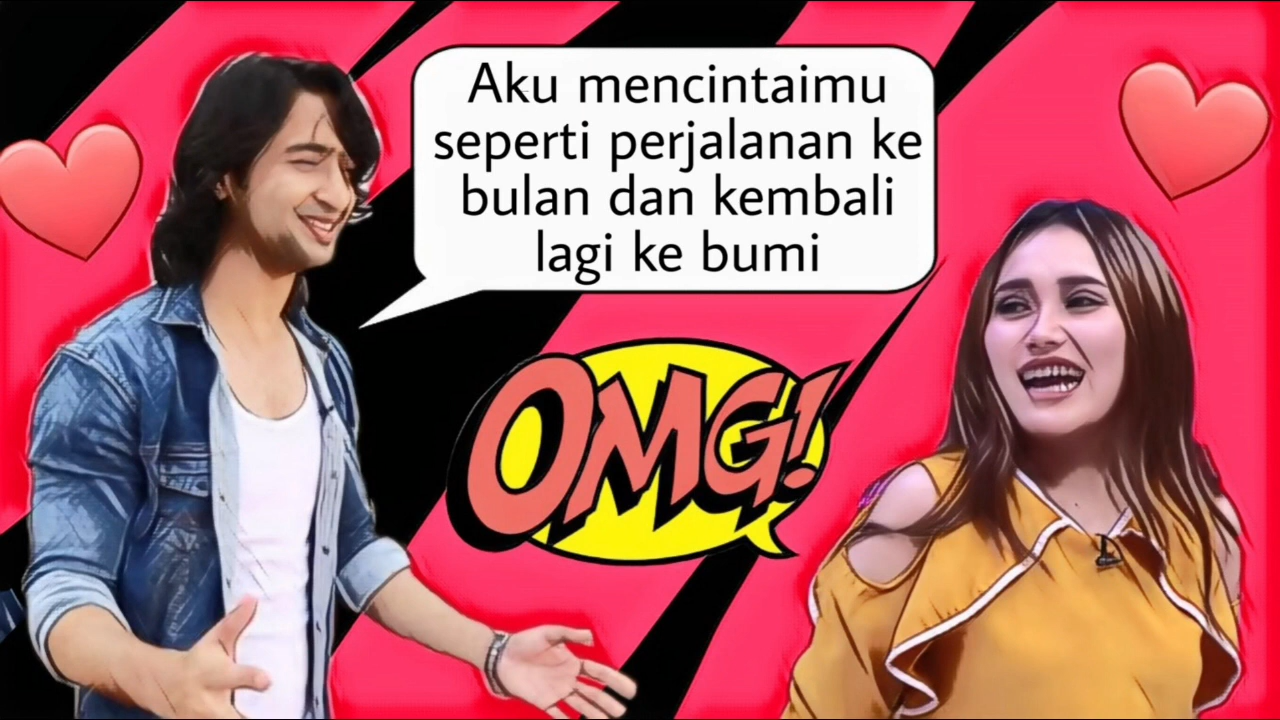 Aku mencintaimu
seperti perjalanan ke
bulan dan kembali
lagi ke bumi
OMG!